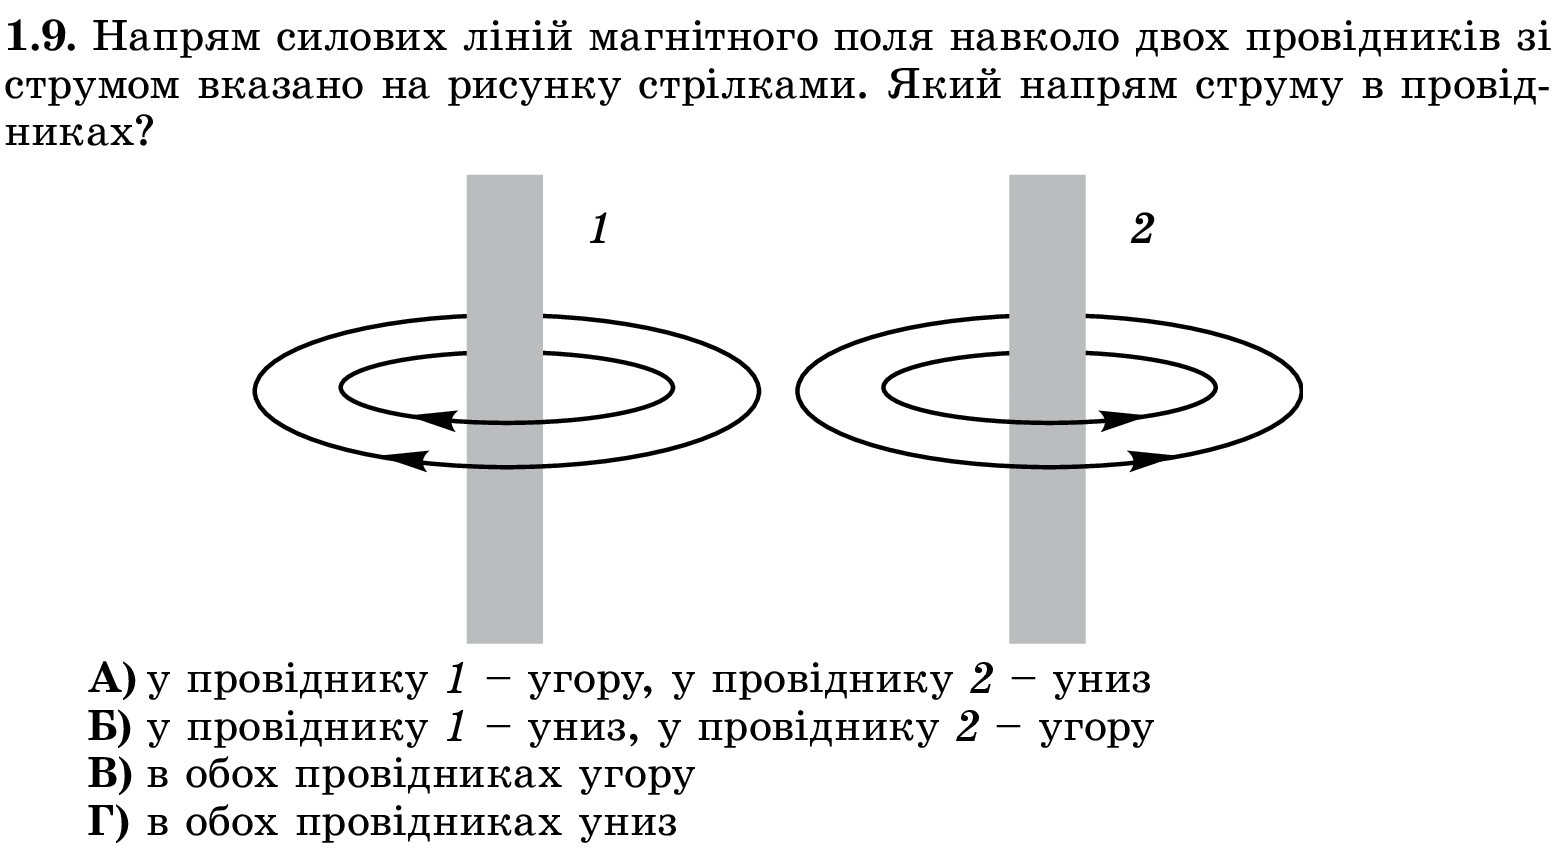 1.9. Напрям силових ліній магнітного поля навколо двох провідників зі
струмом вказано на рисунку стрілками. Який напрям струму в провід-
никах?
1 2
А) у провіднику 1 – угору, у провіднику 2 – униз
Б) у провіднику 1 – униз, у провіднику 2 – угору
В) в обох провідниках угору
Г) в обох провідниках униз